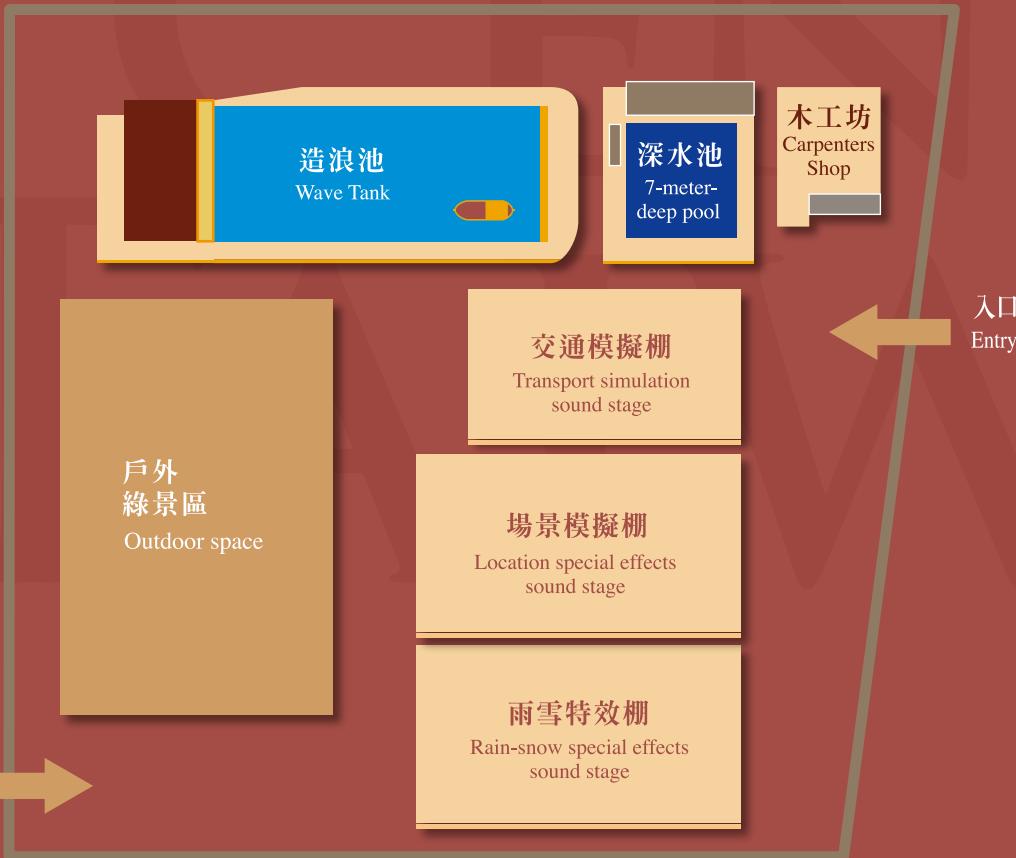 造浪池
Wave Tank
深水池
7-meter-
deep pool
木工坊
Carpenters
Shop
入口
Entry
交通模擬棚
Transport simulation
sound stage
戶外
綠景區
Outdoor space
場景模擬棚
Location special effects
sound stage
雨雪特效棚
Rain-snow special effects
sound stage